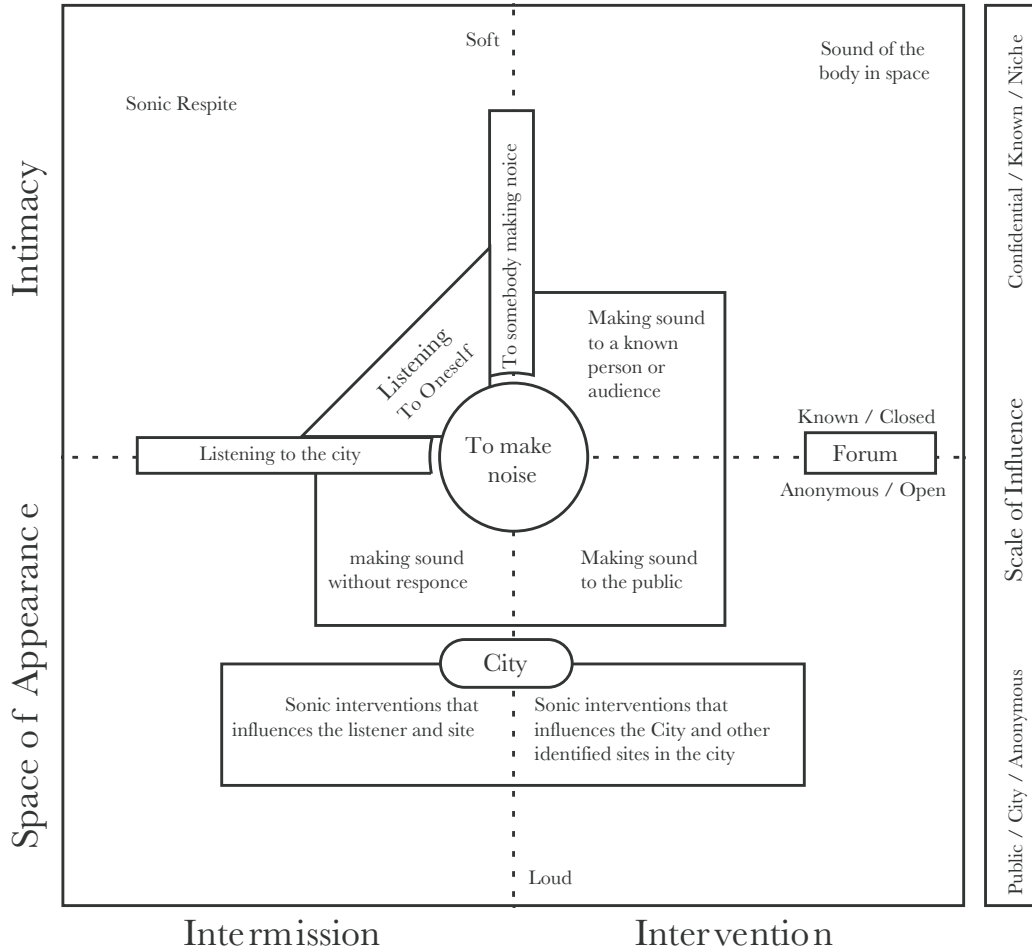 Soft
Sound of the
body in space
Sonic Respite
Intimacy
Confidential / Known / Niche
To somebody making noice
Listening
To Oneself
Making sound
to a known
person or
audience
To make
noise
Listening to the city
Known / Closed
Forum
Anonymous / Open
Scale of Influence
making sound
without responce
Making sound
to the public
City
Sonic interventions that
influences the listener and site
Sonic interventions that
influences the City and other
identified sites in the city
Space of Appearance
Public / City / Anonymous
Loud
Intermission
Intervention